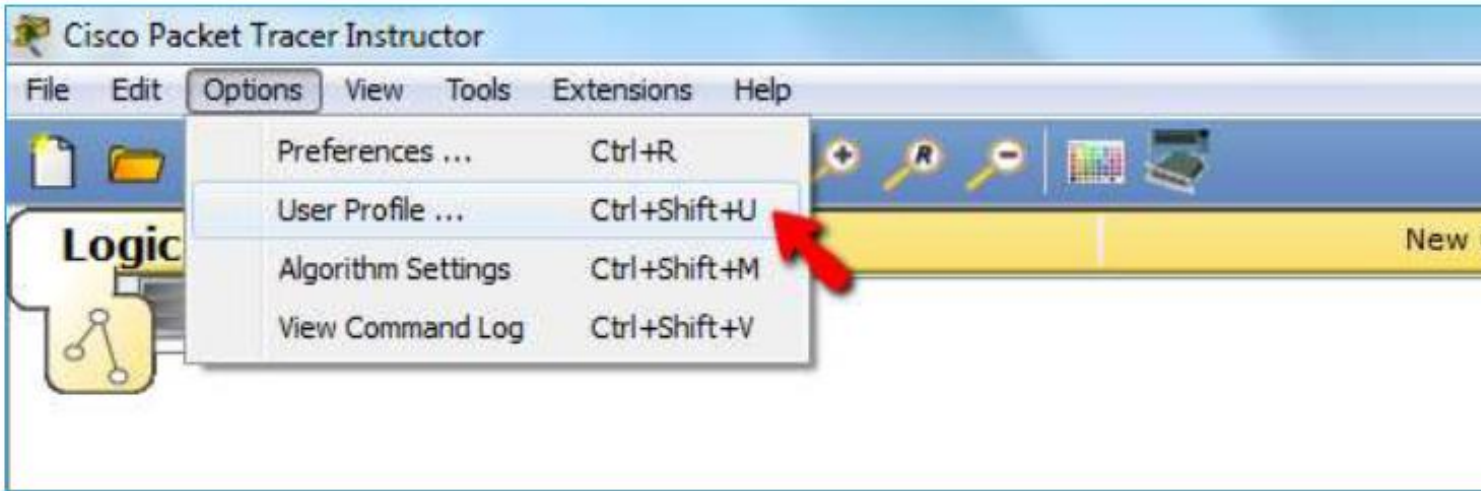 Cisco Packet Tracer Instructor
File Edit Options View Tools Extensions Help
Preferences ... Ctrl+R
User Profile ... Ctrl+Shift+U
Algorithm Settings Ctrl+Shift+M
View Command Log Ctrl+Shift+V
R
Logic
New